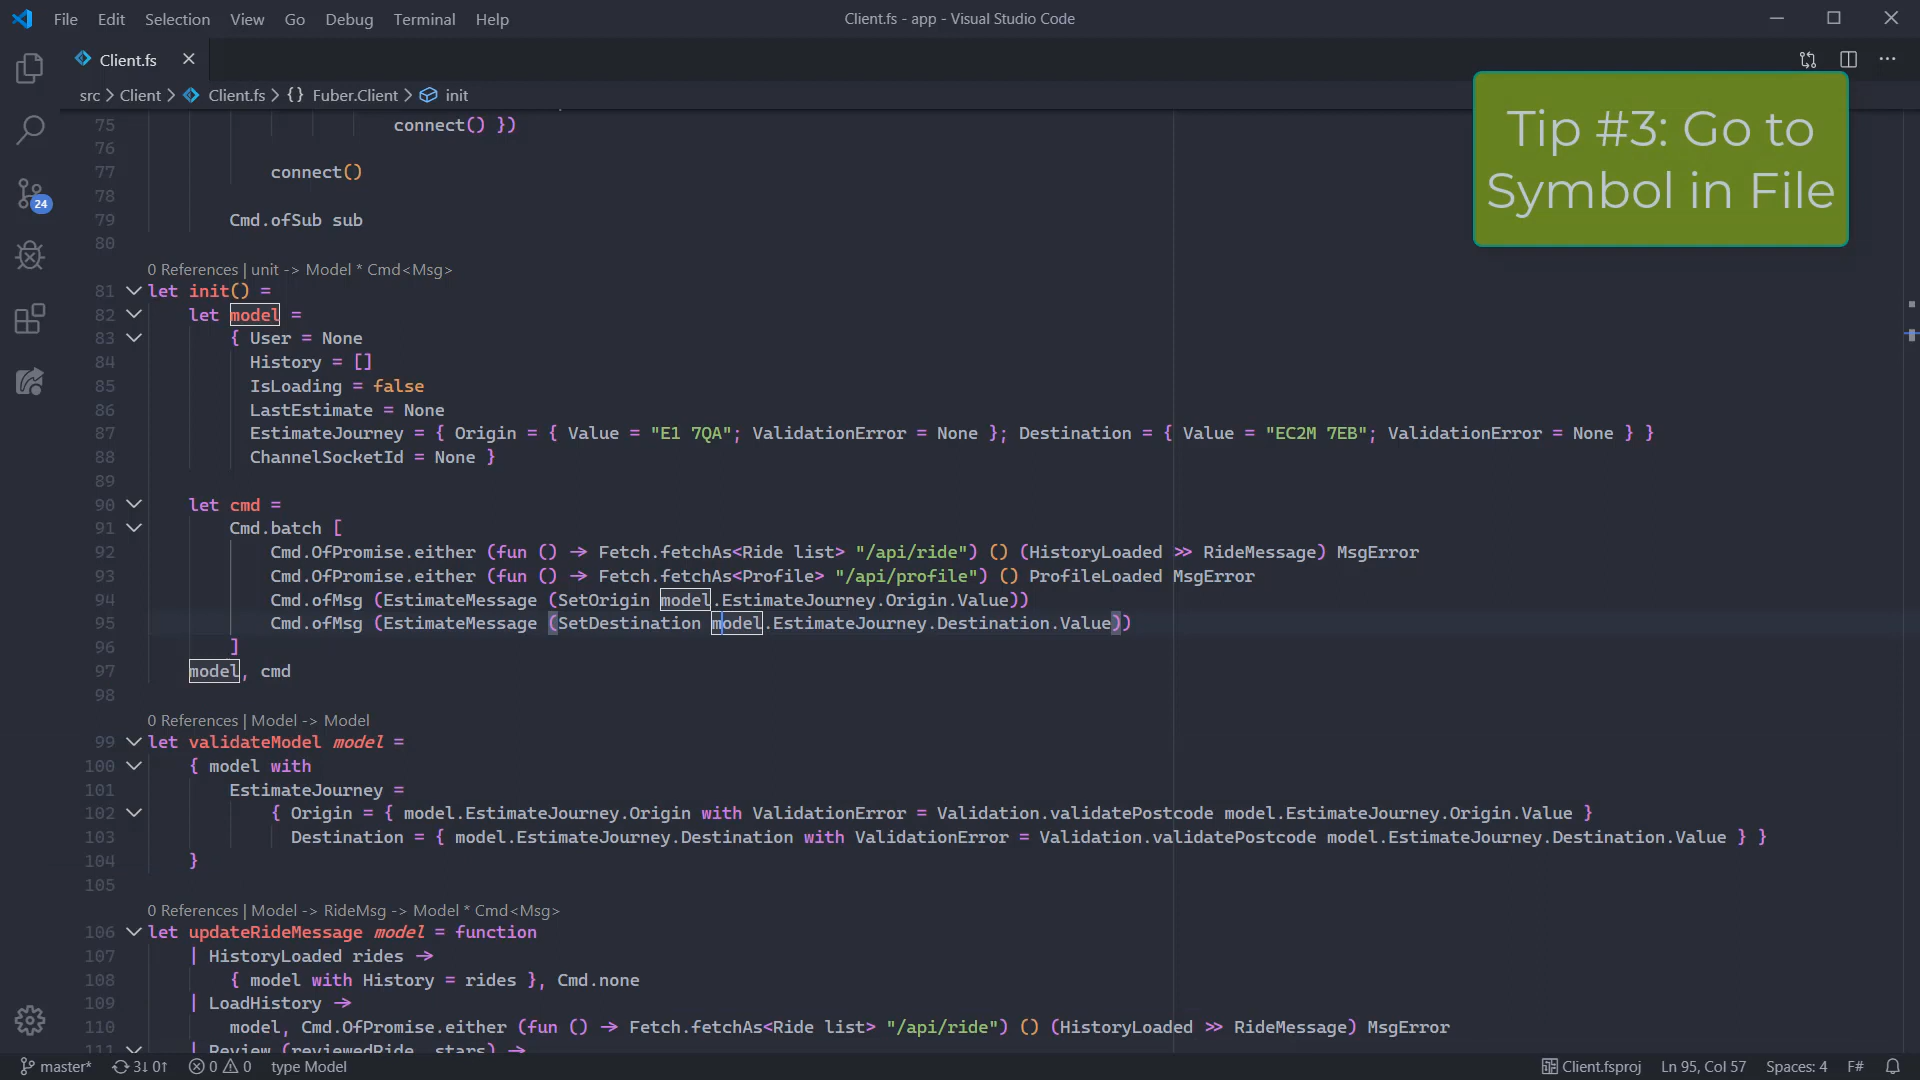 File Edit Selection View Go Debug Terminal Help
Client.fs - app - Visual Studio Code
Client.fs
src > Client > Client.fs > {} Fuber.Client > init
Tip #3: Go to
Symbol in File
24
75 connect() })
76
77 connect()
78
79 Cmd.ofSub sub
80
0 References | unit -> Model * Cmd<Msg>
81 let init() =
82 let model =
83 { User = None
84 History = []
85 IsLoading = false
86 LastEstimate = None
87 EstimateJourney = { Origin = { Value = "E1 7QA"; ValidationError = None }; Destination = { Value = "EC2M 7EB"; ValidationError = None } }
88 ChannelSocketId = None }
89
90 let cmd =
91 Cmd.batch [
92 Cmd.OfPromise.either (fun () -> Fetch.fetchAs<Ride list> "/api/ride") () (HistoryLoaded >> RideMessage) MsgError
93 Cmd.OfPromise.either (fun () -> Fetch.fetchAs<Profile> "/api/profile") () ProfileLoaded MsgError
94 Cmd.ofMsg (EstimateMessage (SetOrigin model.EstimateJourney.Origin.Value))
95 Cmd.ofMsg (EstimateMessage (SetDestination model.EstimateJourney.Destination.Value))
96 ]
97 model, cmd
98
0 References | Model -> Model
99 let validateModel model =
100 { model with
101 EstimateJourney =
102 { Origin = { model.EstimateJourney.Origin with ValidationError = Validation.validatePostcode model.EstimateJourney.Origin.Value }
103 Destination = { model.EstimateJourney.Destination with ValidationError = Validation.validatePostcode model.EstimateJourney.Destination.Value } }
104 }
105
0 References | Model -> RideMsg -> Model * Cmd<Msg>
106 let updateRideMessage model = function
107 | HistoryLoaded rides ->
108 { model with History = rides }, Cmd.none
109 | LoadHistory ->
110 model, Cmd.OfPromise.either (fun () -> Fetch.fetchAs<Ride list> "/api/ride") () (HistoryLoaded >> RideMessage) MsgError
111 | Review (reviewedRide, stars) ->
master* 3↓ 0↑ 0 0 type Model
Client.fsproj Ln 95, Col 57 Spaces: 4 F#